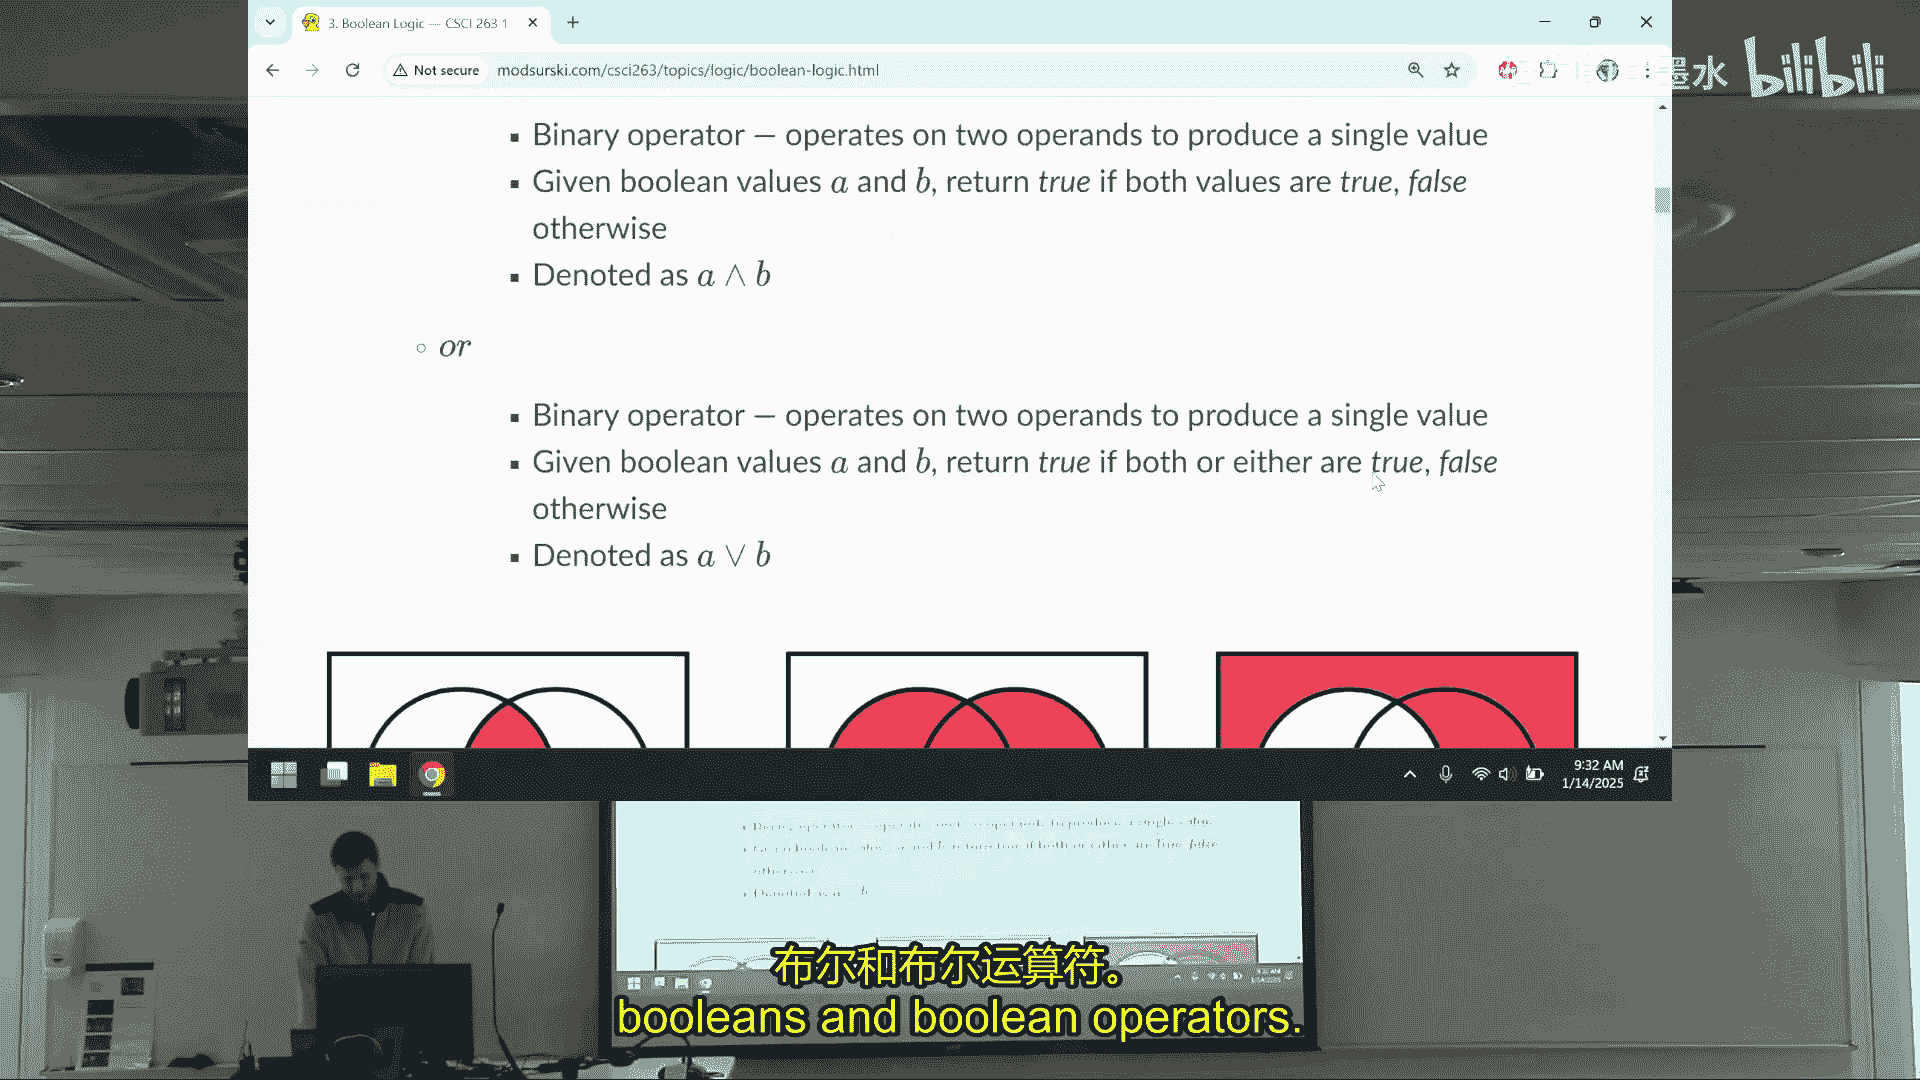 3. Boolean Logic — CSCI 263 1
Not secure
modsurski.com/csci263/topics/logic/boolean-logic.html
墨水 bilibili
▪ Binary operator — operates on two operands to produce a single value
▪ Given boolean values a and b, return true if both values are true, false
otherwise
▪ Denoted as a ∧ b
○ or
▪ Binary operator — operates on two operands to produce a single value
▪ Given boolean values a and b, return true if both or either are true, false
otherwise
▪ Denoted as a ∨ b
9:32 AM
1/14/2025
布尔和布尔运算符。
booleans and boolean operators.